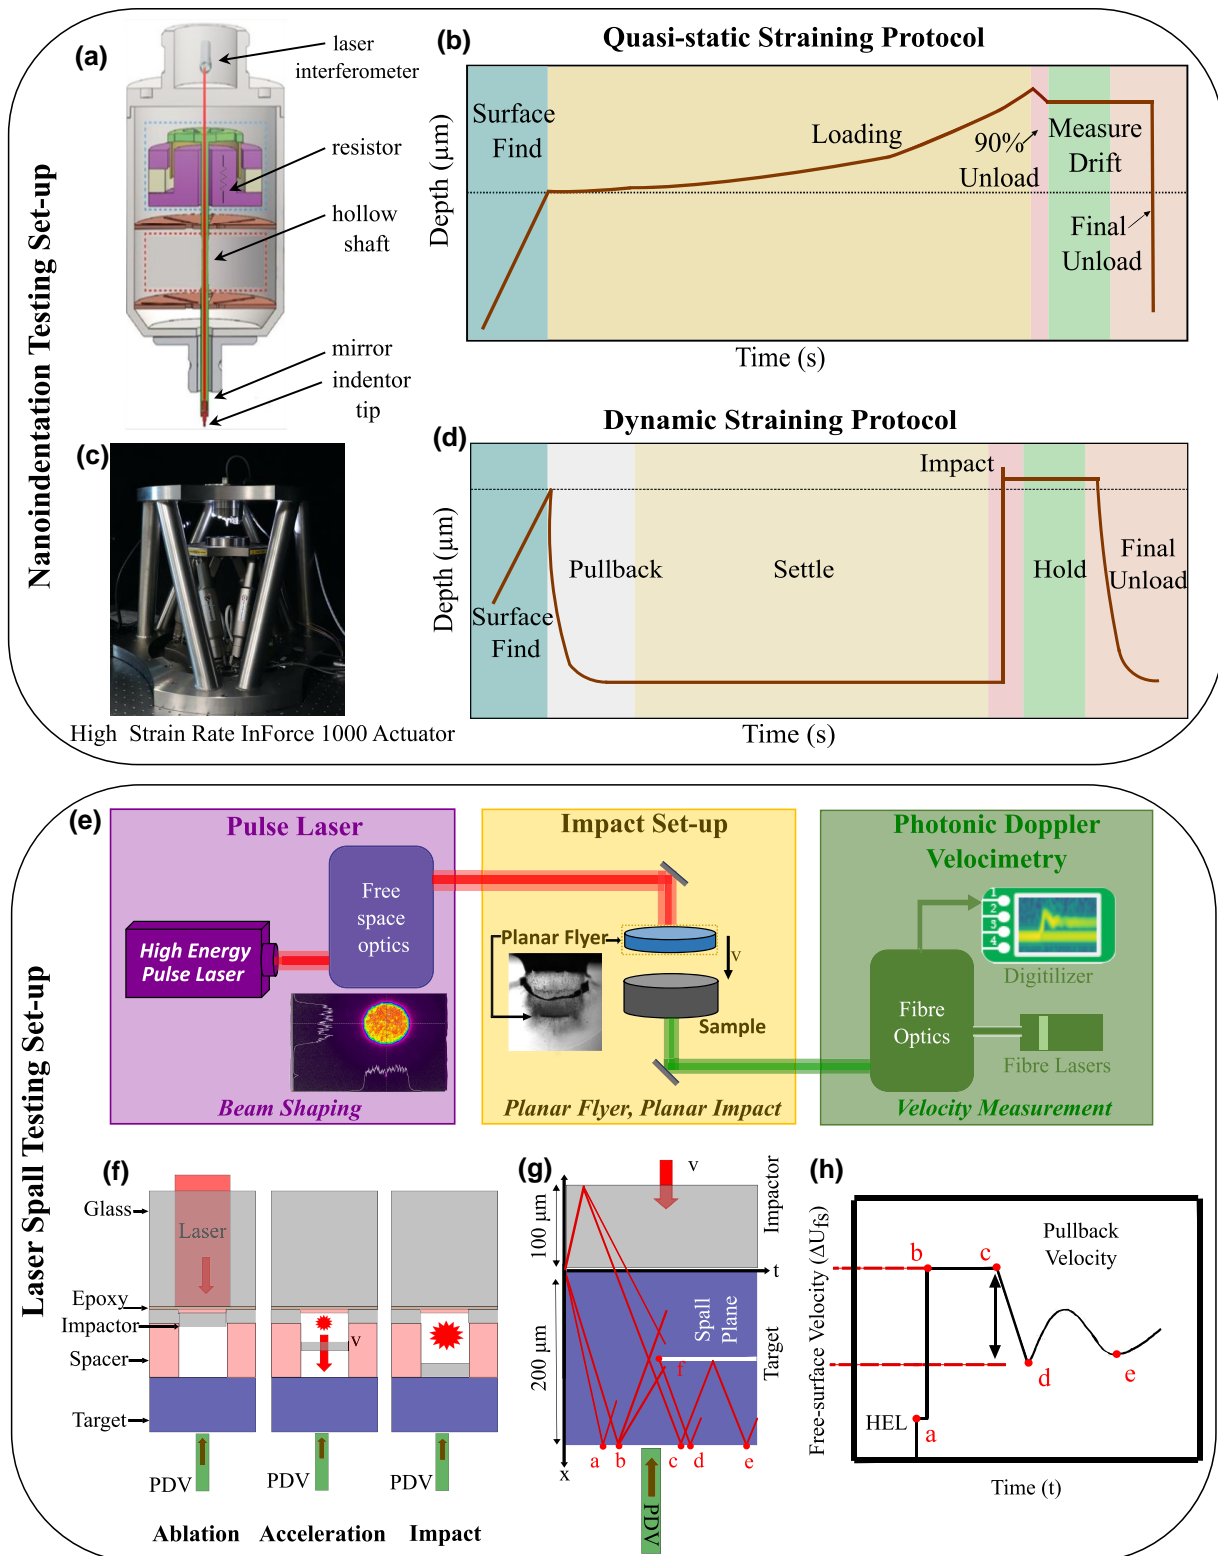 Nanoindentation Testing Set-up
(a)
laser
interferometer
resistor
hollow
shaft
mirror
indentor
tip
(b)
Quasi-static Straining Protocol
Depth (μm)
Surface
Find
Loading
90%
Unload
Measure
Drift
Final
Unload
Time (s)
(c)
High Strain Rate InForce 1000 Actuator
(d)
Dynamic Straining Protocol
Depth (μm)
Surface
Find
Pullback
Settle
Impact
Hold
Final
Unload
Time (s)
Laser Spall Testing Set-up
(e)
Pulse Laser
High Energy
Pulse Laser
Free
space
optics
Beam Shaping
Impact Set-up
Planar Flyer
v
Sample
Planar Flyer, Planar Impact
Photonic Doppler
Velocimetry
1
2
3
4
Digitilizer
Fibre
Optics
Fibre Lasers
Velocity Measurement
(f)
Glass
Laser
Epoxy
Impactor
Spacer
Target
v
PDV
PDV
PDV
Ablation
Acceleration
Impact
(g)
v
100 μm
Impactor
t
200 μm
Spall
Plane
Target
f
a
b
c
d
e
x
PDV
(h)
Free-surface Velocity (ΔUfs)
Pullback
Velocity
b
c
d
e
HEL
a
Time (t)